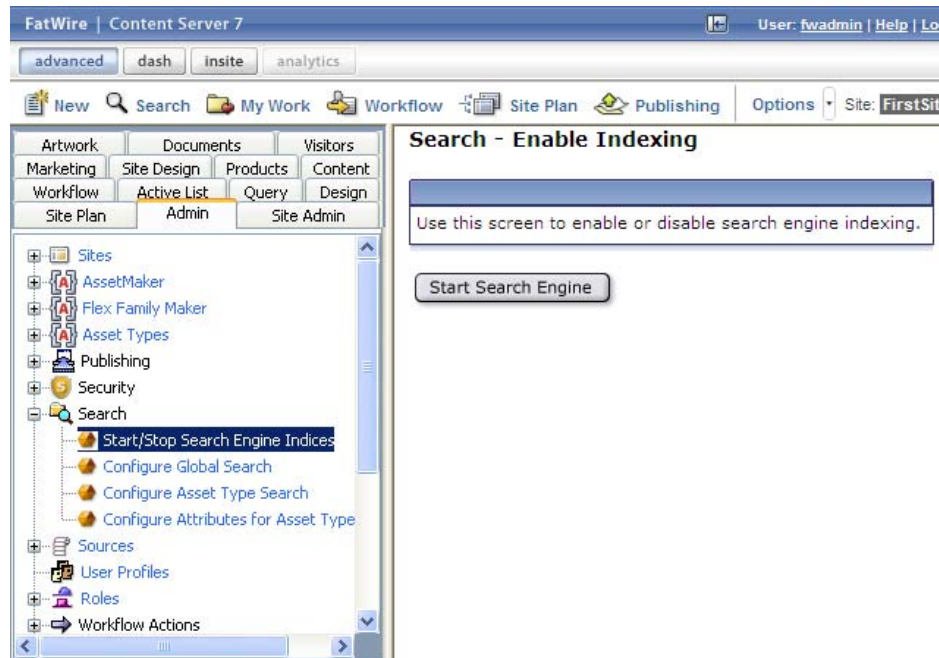 FatWire | Content Server 7
User: fwadmin | Help | Lo
advanced dash insite analytics
New Search My Work Workflow Site Plan Publishing Options Site: FirstSit
Artwork Documents Visitors
Marketing Site Design Products Content
Workflow Active List Query Design
Site Plan Admin Site Admin
Sites
AssetMaker
Flex Family Maker
Asset Types
Publishing
Security
Search
Start/Stop Search Engine Indices
Configure Global Search
Configure Asset Type Search
Configure Attributes for Asset Type
Sources
User Profiles
Roles
Workflow Actions
Search - Enable Indexing
Use this screen to enable or disable search engine indexing.
Start Search Engine